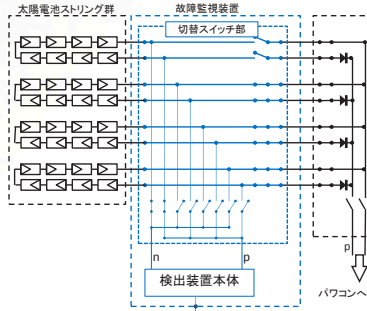 太陽電池ストリング群
故障監視装置
切替スイッチ部
n
p
p
検出装置本体
パワコンへ